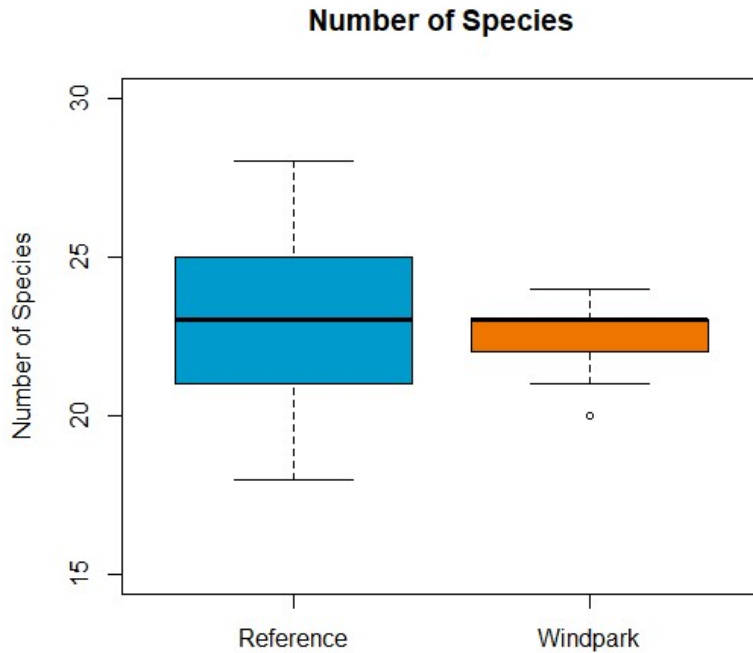 Number of Species
Number of Species
30
25
20
15
Reference
Windpark